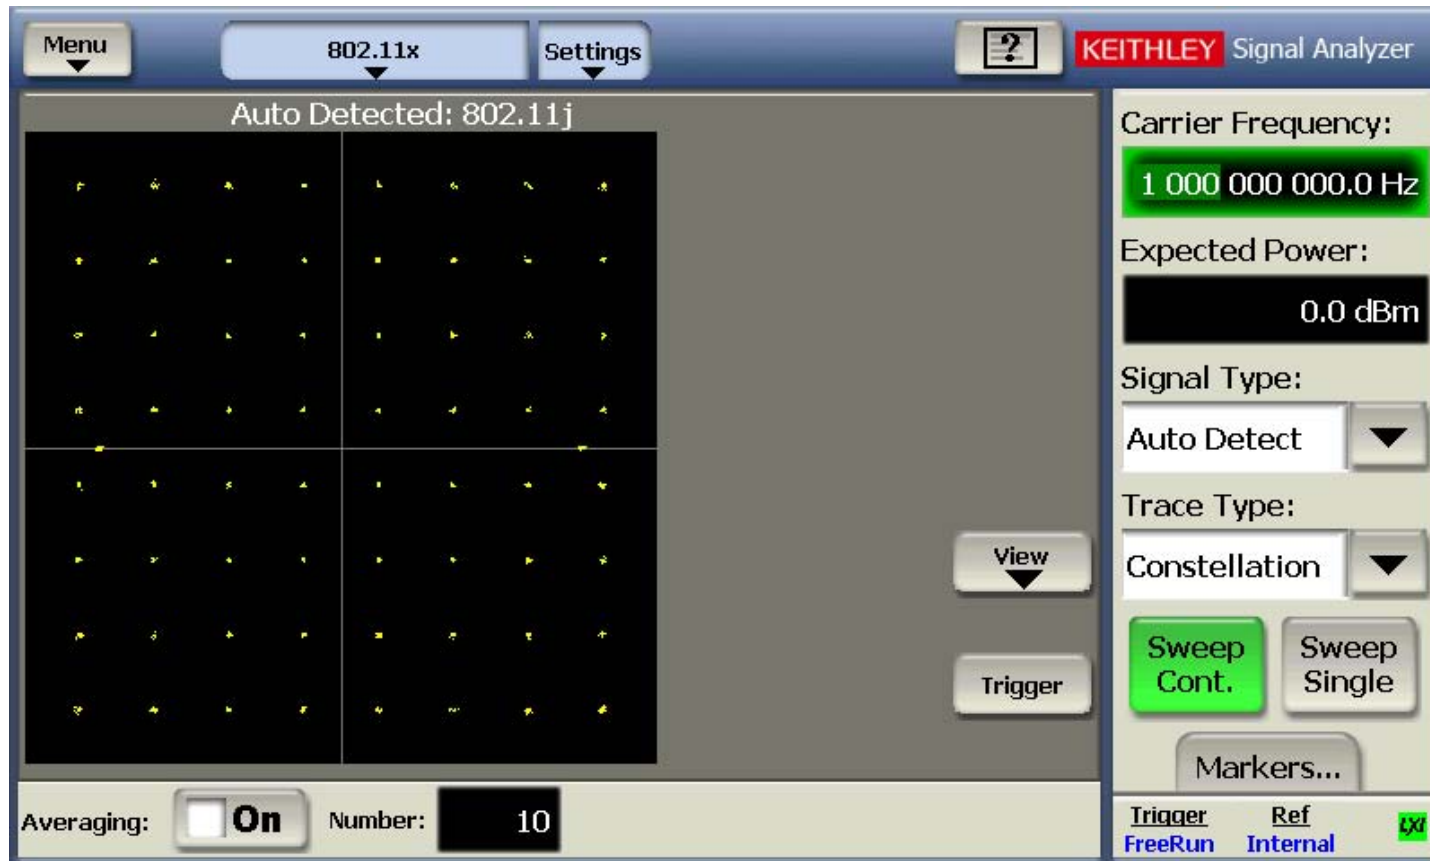 Menu
802.11x
Settings
?
KEITHLEY Signal Analyzer
Auto Detected: 802.11j
Carrier Frequency:
1 000 000 000.0 Hz
Expected Power:
0.0 dBm
Signal Type:
Auto Detect
Trace Type:
Constellation
View
Sweep Cont.
Sweep Single
Trigger
Markers...
Averaging: On Number: 10
Trigger Ref
FreeRun Internal
LXI